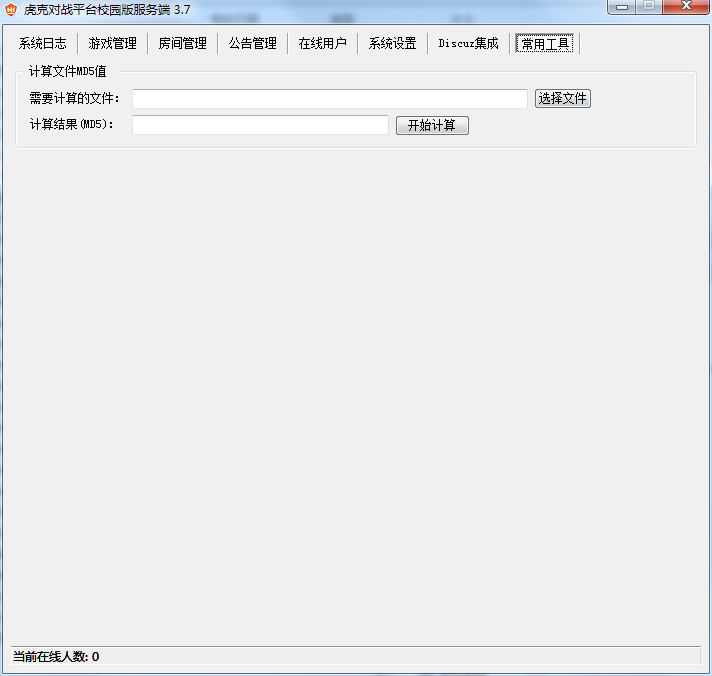 虎克对战平台校园版服务端 3.7
系统日志 游戏管理 房间管理 公告管理 在线用户 系统设置 Discuz集成 常用工具
计算文件MD5值
需要计算的文件: 选择文件
计算结果(MD5): 开始计算
当前在线人数: 0